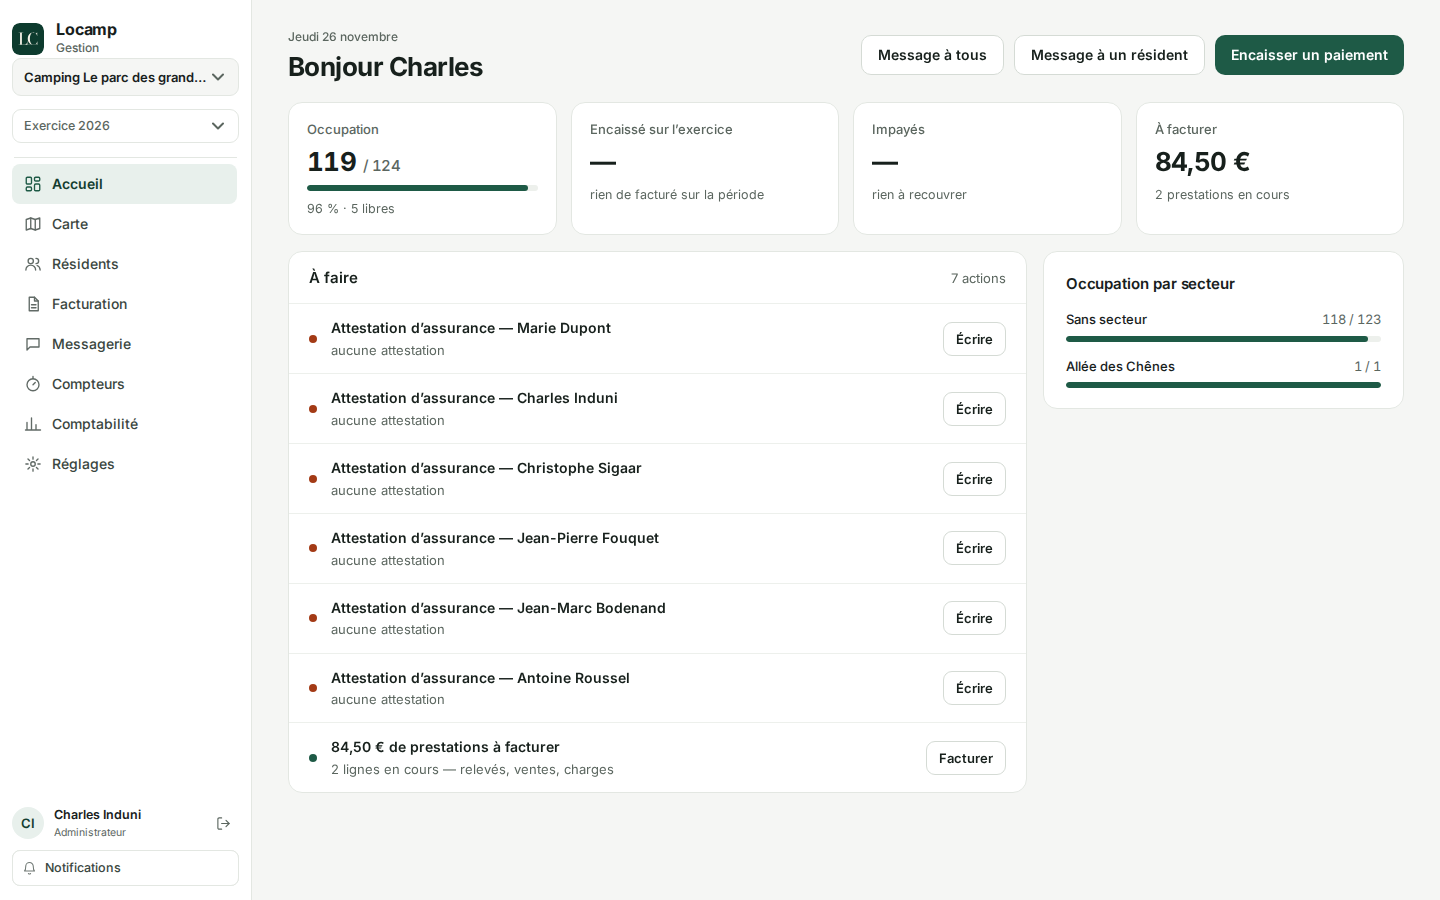 LC
Locamp
Gestion
Camping Le parc des grand...
Exercice 2026
Accueil
Carte
Résidents
Facturation
Messagerie
Compteurs
Comptabilité
Réglages
CI
Charles Induni
Administrateur
Notifications
Jeudi 26 novembre
Bonjour Charles
Message à tous
Message à un résident
Encaisser un paiement
Occupation
119 / 124
96 % · 5 libres
Encaissé sur l’exercice
—
rien de facturé sur la période
Impayés
—
rien à recouvrer
À facturer
84,50 €
2 prestations en cours
À faire
7 actions
Attestation d’assurance — Marie Dupont
aucune attestation
Écrire
Attestation d’assurance — Charles Induni
aucune attestation
Écrire
Attestation d’assurance — Christophe Sigaar
aucune attestation
Écrire
Attestation d’assurance — Jean-Pierre Fouquet
aucune attestation
Écrire
Attestation d’assurance — Jean-Marc Bodenand
aucune attestation
Écrire
Attestation d’assurance — Antoine Roussel
aucune attestation
Écrire
84,50 € de prestations à facturer
2 lignes en cours — relevés, ventes, charges
Facturer
Occupation par secteur
Sans secteur
118 / 123
Allée des Chênes
1 / 1